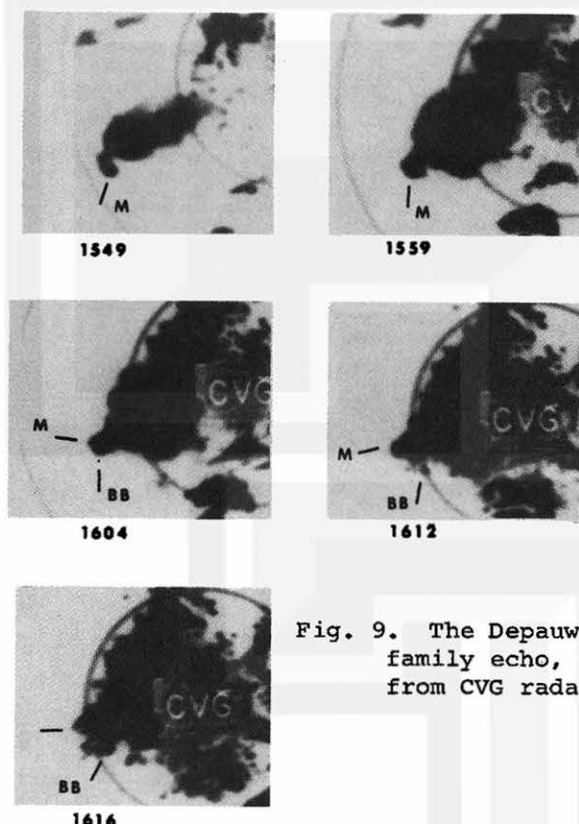 M
1549
CV
M
1559
CVG
M
BB
1604
CVG
M
BB
1612
CVG
BB
1616
Fig. 9. The Depauw
family echo,
from CVG rada